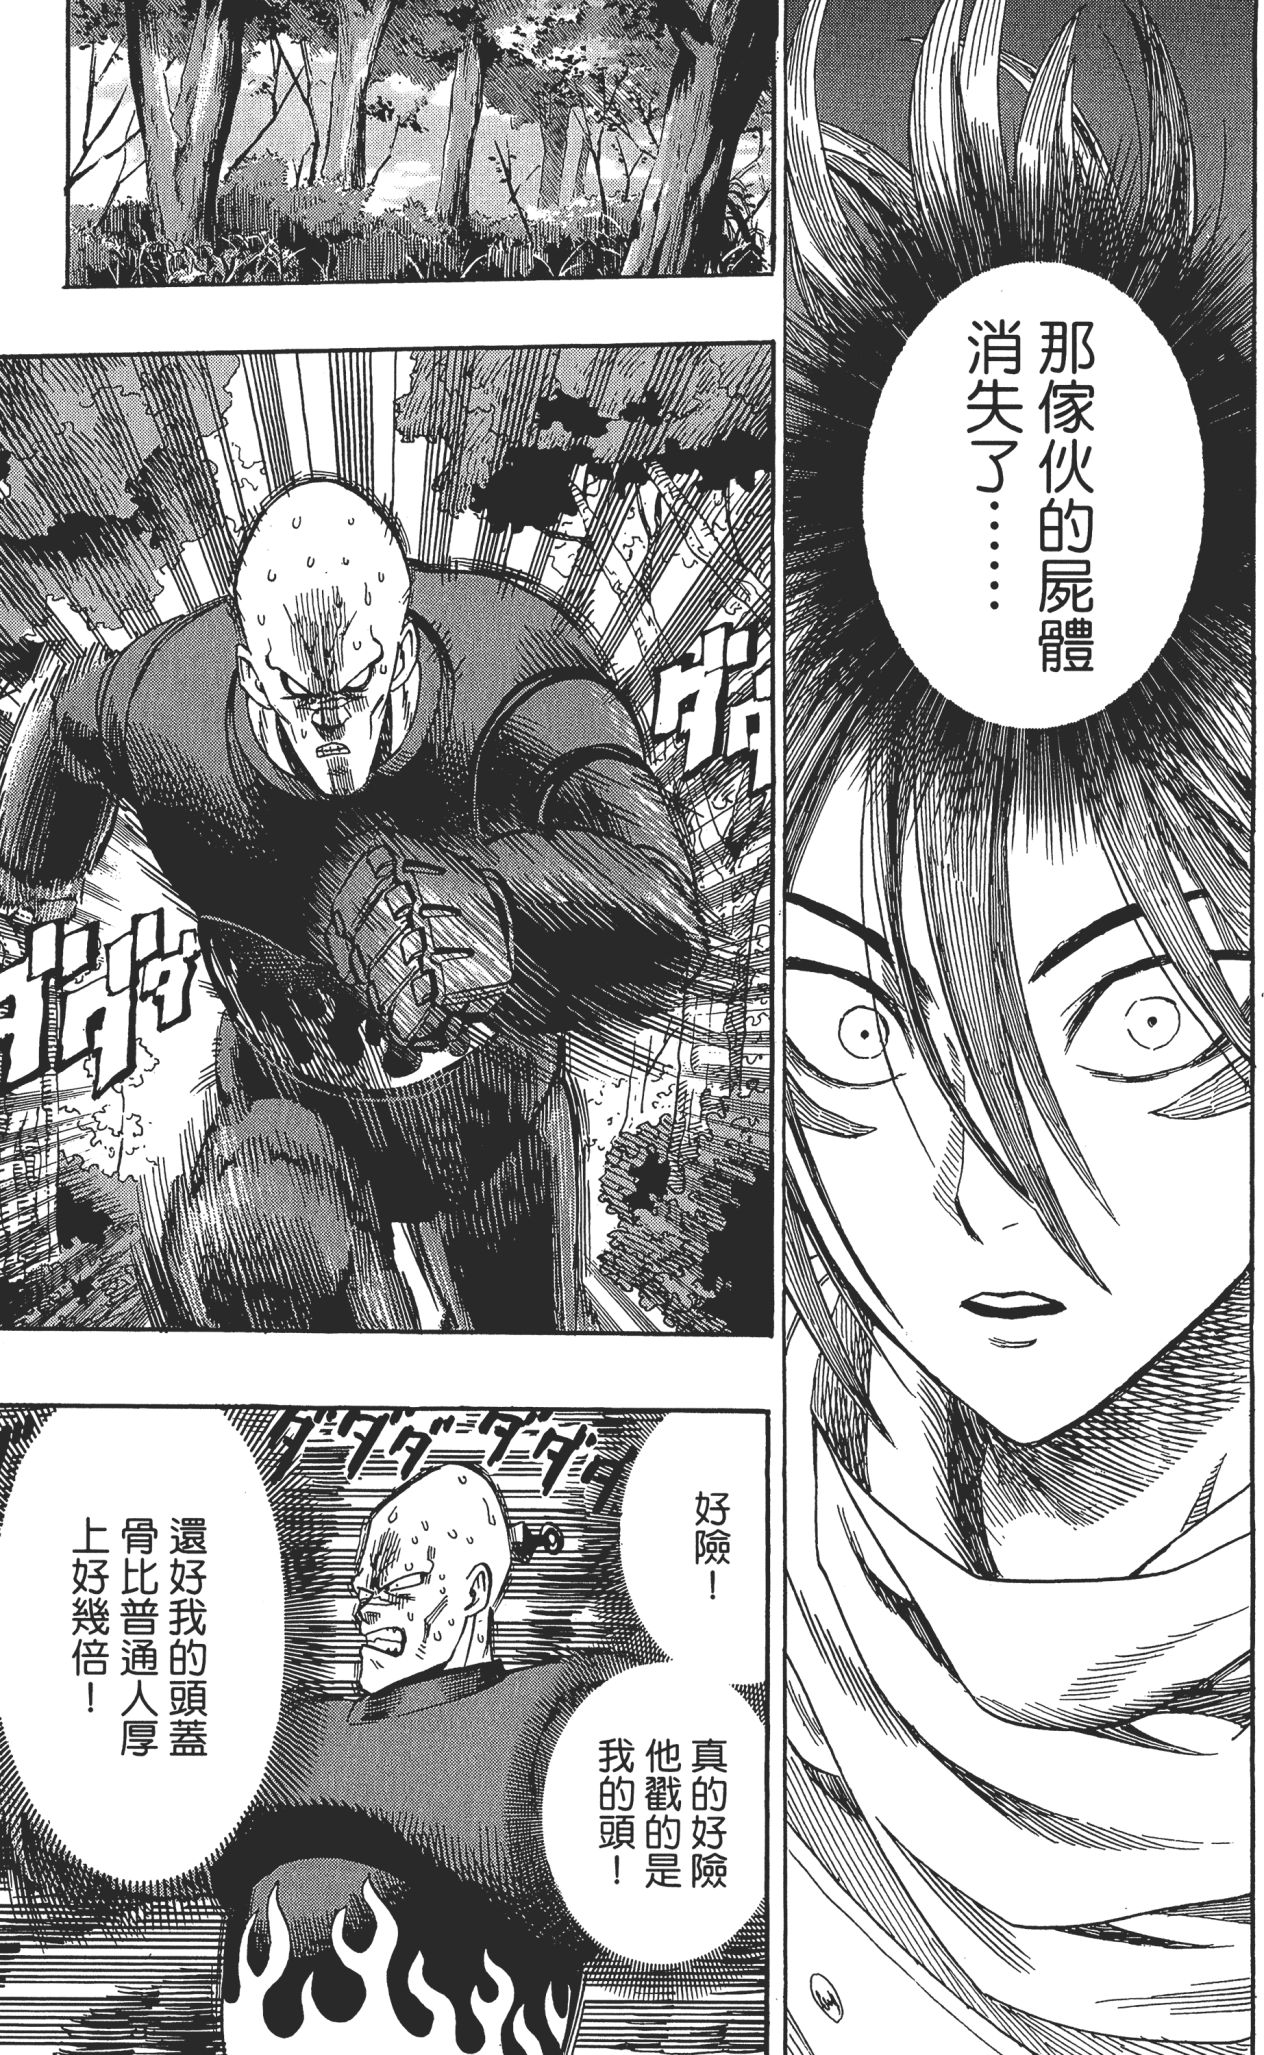 那傢伙的屍體
消失了……
ダダ
ダダダ
ダダダダダダ
好險！
真的好險
他戳的是
我的頭！
還好我的頭蓋
骨比普通人厚
上好幾倍！